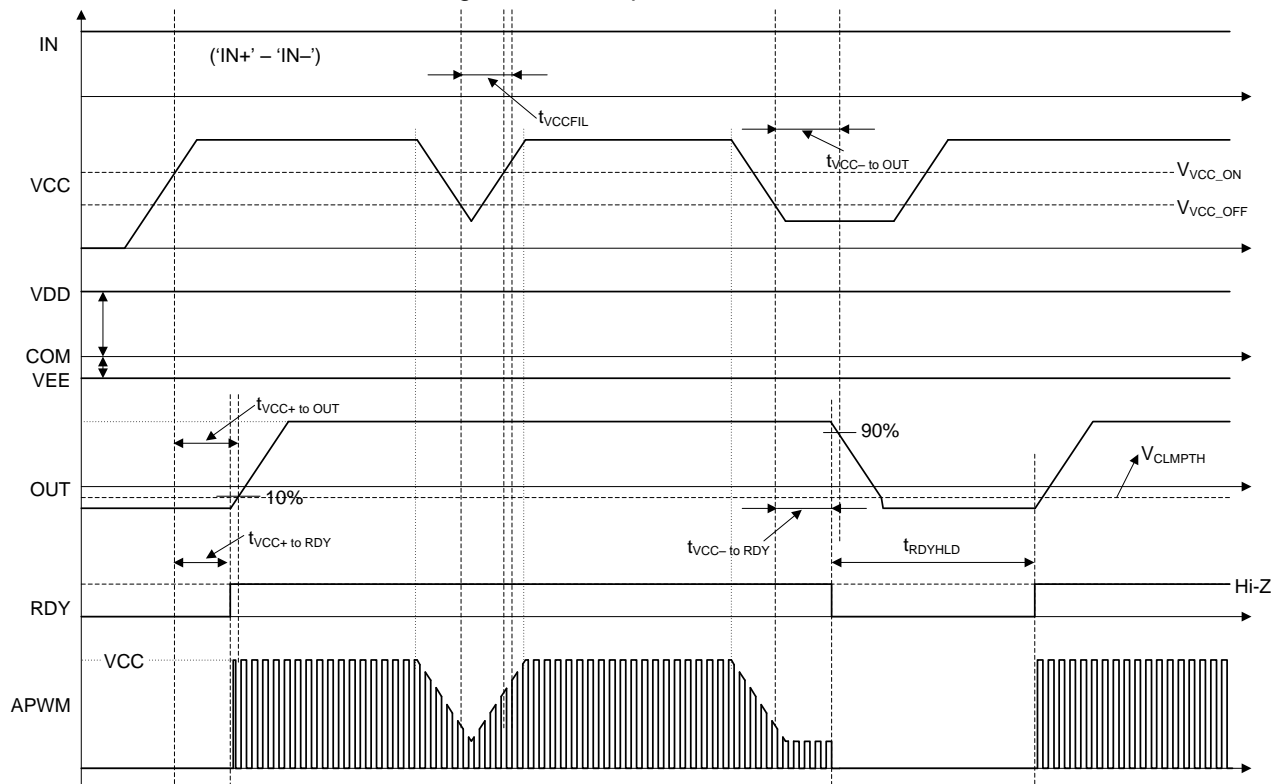 IN
('IN+' – 'IN–')
tVCCFIL
tVCC– to OUT
VCC
VVCC_ON
VVCC_OFF
VDD
COM
VEE
tVCC+ to OUT
90%
VCLMPTH
OUT
10%
tVCC+ to RDY
tVCC– to RDY
tRDYHLD
Hi-Z
RDY
VCC
APWM